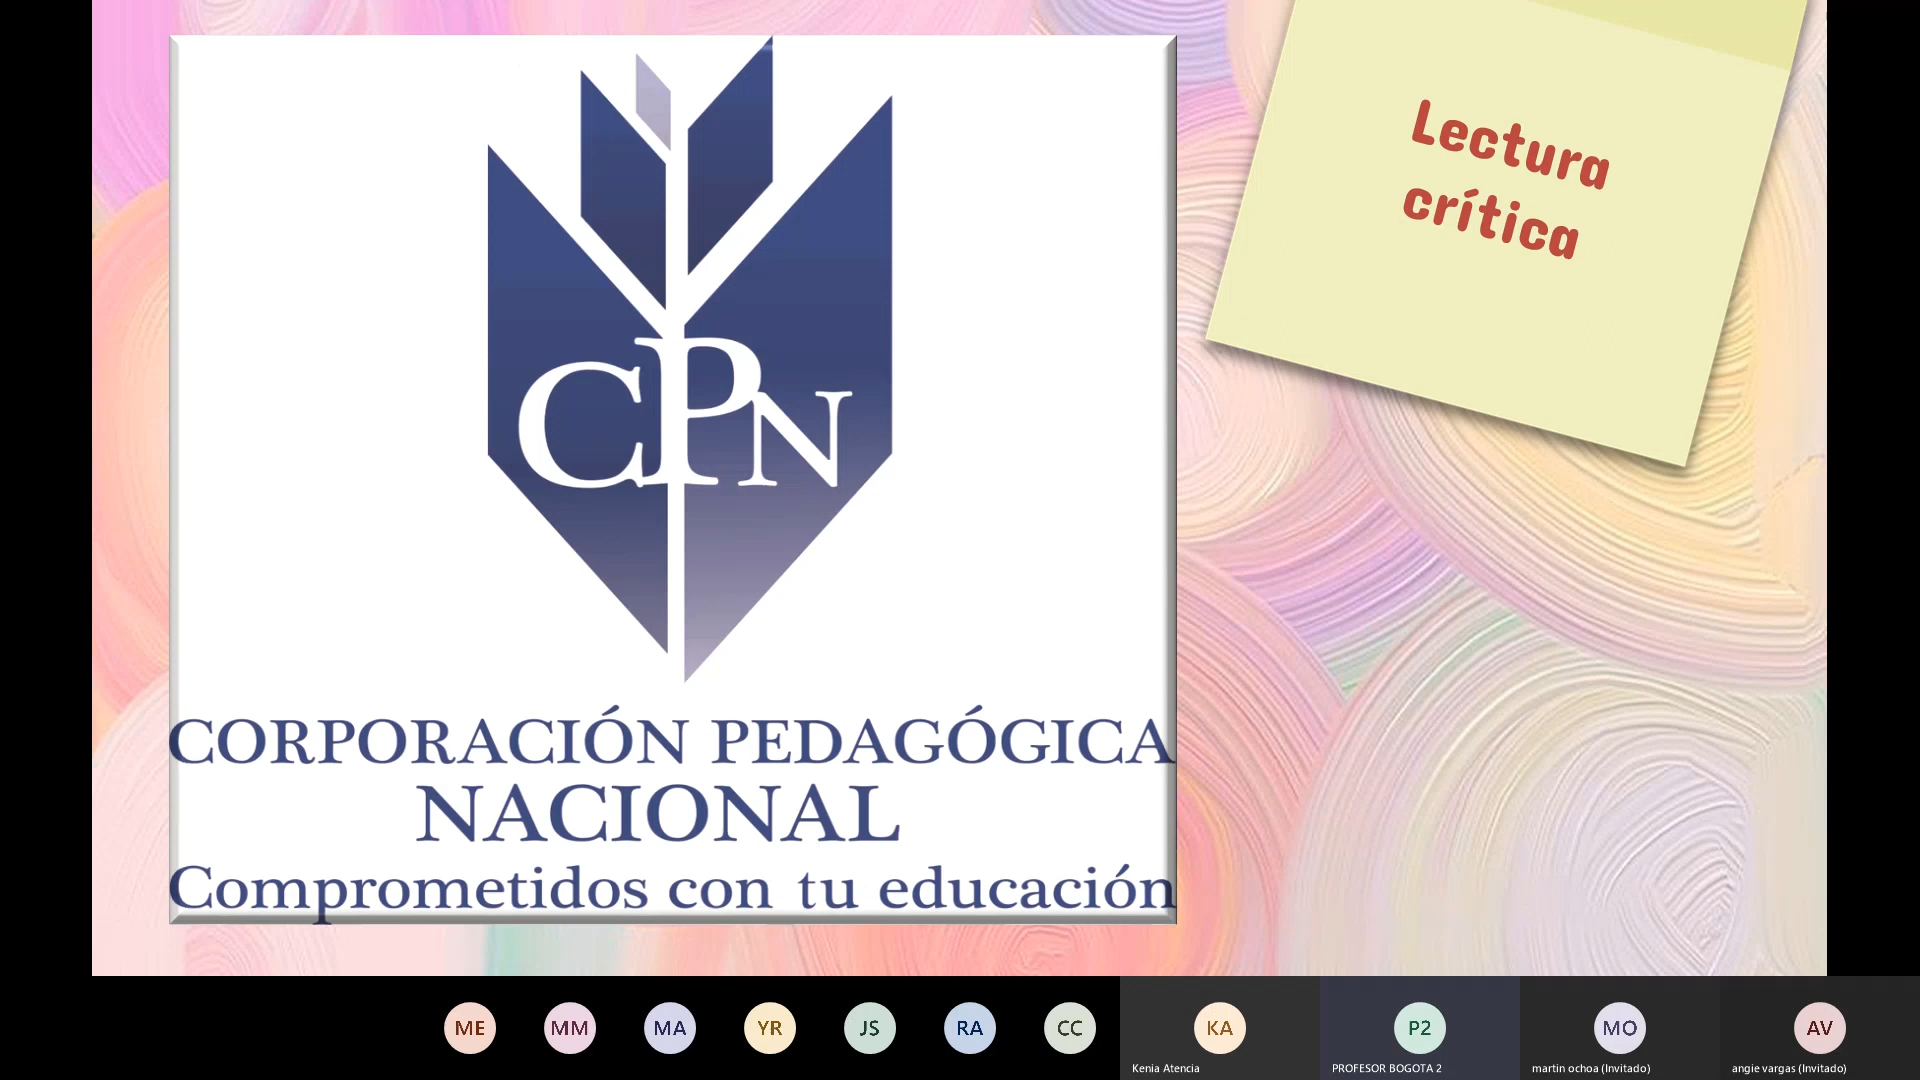 Lectura
crítica
CPN
CORPORACIÓN PEDAGÓGICA
NACIONAL
Comprometidos con tu educación
ME
MM
MA
YR
JS
RA
CC
KA
P2
MO
AV
Kenia Atencia
PROFESOR BOGOTA 2
martin ochoa (Invitado)
angie vargas (Invitado)